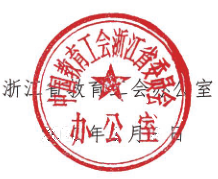 浙江省教育工会办公室
中国教育工会浙江省委员会
办公室
年 月 日